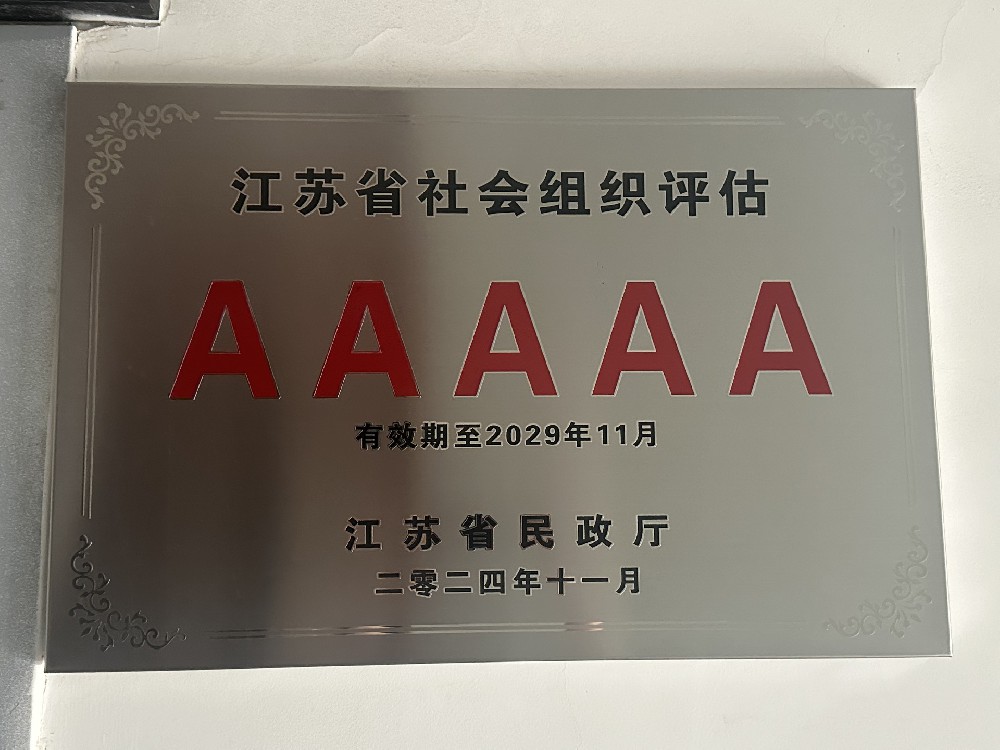 江苏省社会组织评估
AAAAA
有效期至2029年11月
江苏省民政厅
二零二四年十一月